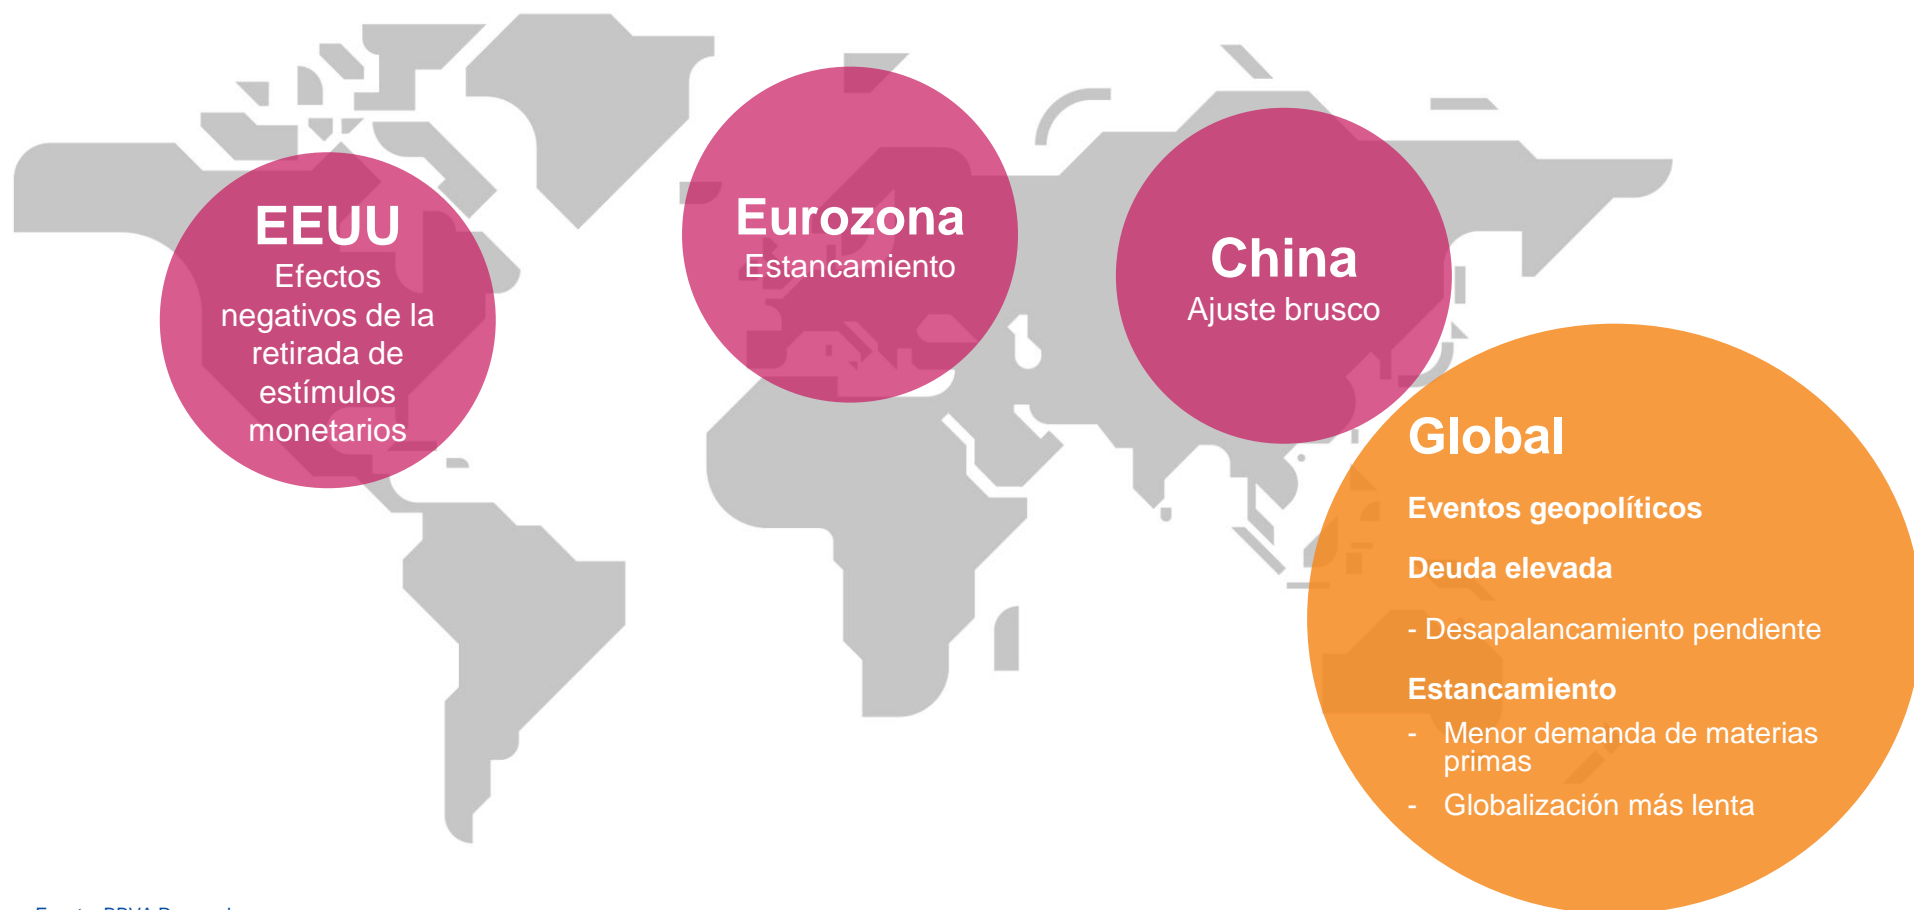 EEUU
Efectos
negativos de la
retirada de
estímulos
monetarios
Eurozona
Estancamiento
China
Ajuste brusco
Global
Eventos geopolíticos
Deuda elevada
- Desapalancamiento pendiente
Estancamiento
- Menor demanda de materias
primas
- Globalización más lenta